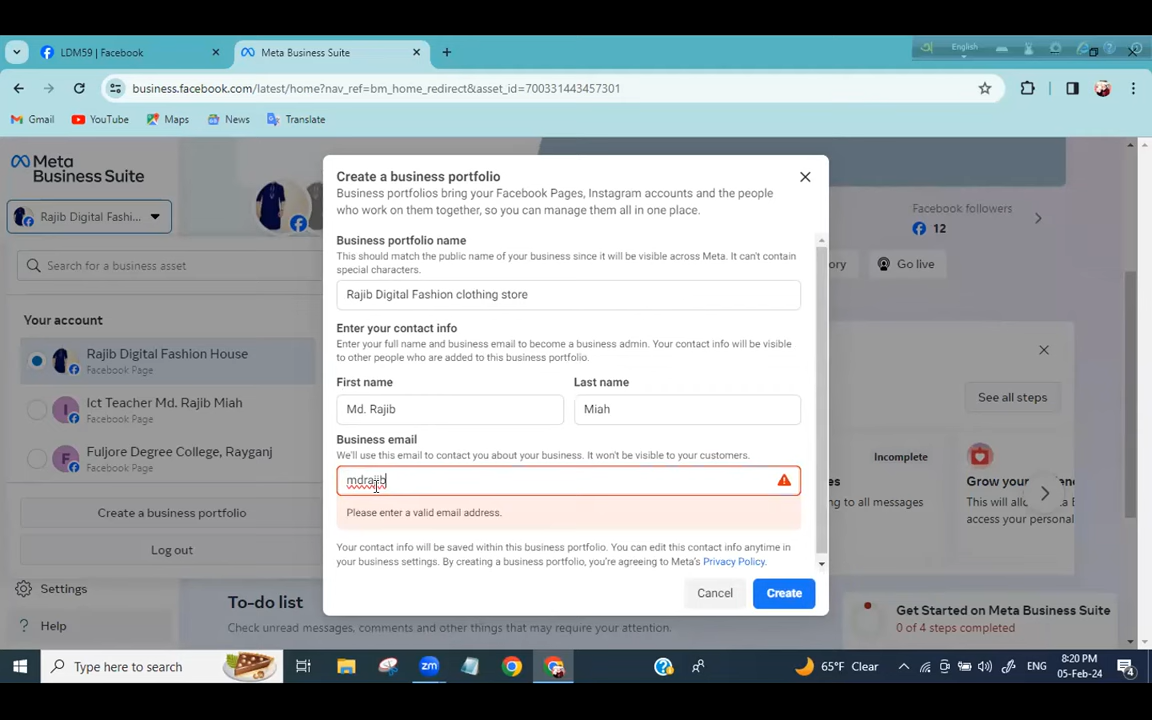 LDM59 | Facebook
Meta Business Suite
English
business.facebook.com/latest/home?nav_ref=bm_home_redirect&asset_id=700331443457301
Gmail
YouTube
Maps
News
Translate
Meta
Business Suite
Rajib Digital Fashi...
Search for a business asset
Your account
Rajib Digital Fashion House
Facebook Page
Ict Teacher Md. Rajib Miah
Facebook Page
Fuljore Degree College, Rayganj
Facebook Page
Create a business portfolio
Log out
Settings
Help
Create a business portfolio
Business portfolios bring your Facebook Pages, Instagram accounts and the people
who work on them together, so you can manage them all in one place.
Business portfolio name
This should match the public name of your business since it will be visible across Meta. It can't contain
special characters.
Rajib Digital Fashion clothing store
Enter your contact info
Enter your full name and business email to become a business admin. Your contact info will be visible
to other people who are added to this business portfolio.
First name
Last name
Md. Rajib
Miah
Business email
We'll use this email to contact you about your business. It won't be visible to your customers.
mdrajib
Please enter a valid email address.
Your contact info will be saved within this business portfolio. You can edit this contact info anytime in
your business settings. By creating a business portfolio, you're agreeing to Meta's Privacy Policy.
Cancel
Create
Facebook followers
12
ory
Go live
See all steps
Incomplete
Grow your
s to all messages
This will allow
access your
personal
To-do list
Check unread messages, comments and other things that may require your attention.
Get Started on Meta Business Suite
0 of 4 steps completed
Type here to search
zm
65°F Clear
ENG
8:20 PM
05-Feb-24
4